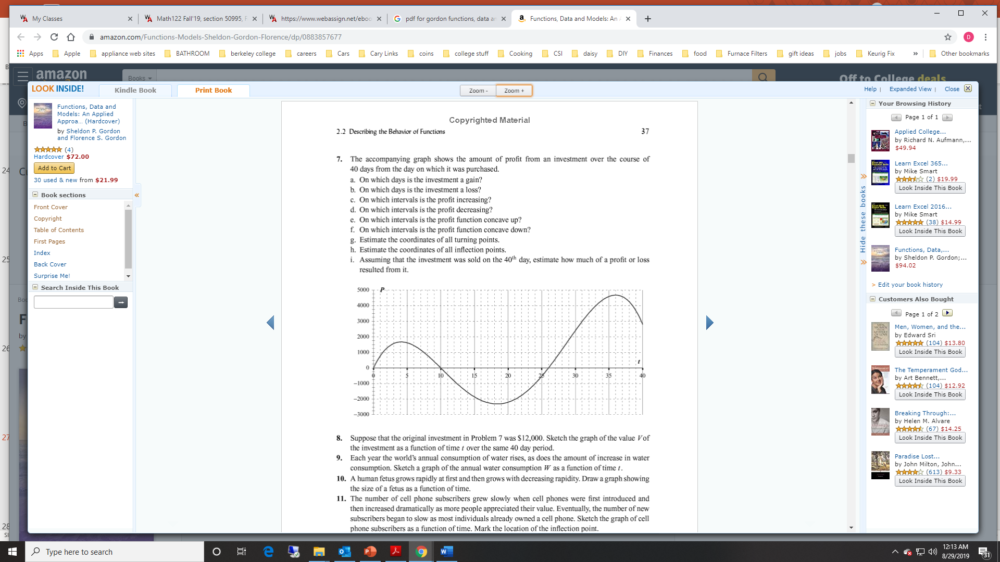 My Classes
Math122 Fall'19, section 50995, F
https://www.webassign.net/eboo
pdf for gordon functions, data an
Functions, Data and Models: An A
amazon.com/Functions-Models-Sheldon-Gordon-Florence/dp/0883857677
D
Apps
Apple
appliance web sites
BATHROOM
berkeley college
careers
Cars
Cary Links
coins
college stuff
Cooking
CSI
daisy
DIY
Finances
food
Furnace Filters
gift ideas
jobs
Keurig Fix
»
Other bookmarks
amazon
Books
Off to College deals
LOOK INSIDE!
Kindle Book
Print Book
Zoom -
Zoom +
Help |
Expanded View |
Close
Functions, Data and
Models: An Applied
Approa... (Hardcover)
by Sheldon P. Gordon
and Florence S. Gordon
(4)
Hardcover $72.00
Add to Cart
30 used & new from $21.99
Book sections
Front Cover
Copyright
Table of Contents
First Pages
Index
Back Cover
Surprise Me!
Search Inside This Book
Copyrighted Material
2.2 Describing the Behavior of Functions 37
7. The accompanying graph shows the amount of profit from an investment over the course of
40 days from the day on which it was purchased.
a. On which days is the investment a gain?
b. On which days is the investment a loss?
c. On which intervals is the profit increasing?
d. On which intervals is the profit decreasing?
e. On which intervals is the profit function concave up?
f. On which intervals is the profit function concave down?
g. Estimate the coordinates of all turning points.
h. Estimate the coordinates of all inflection points.
i. Assuming that the investment was sold on the 40th day, estimate how much of a profit or loss
resulted from it.
P
5000
4000
3000
2000
1000
0
−1000
−2000
−3000
t
0 5 10 15 20 25 30 35 40
8. Suppose that the original investment in Problem 7 was $12,000. Sketch the graph of the value V of
the investment as a function of time t over the same 40 day period.
9. Each year the world's annual consumption of water rises, as does the amount of increase in water
consumption. Sketch a graph of the annual water consumption W as a function of time t.
10. A human fetus grows rapidly at first and then grows with decreasing rapidity. Draw a graph showing
the size of a fetus as a function of time.
11. The number of cell phone subscribers grew slowly when cell phones were first introduced and
then increased dramatically as more people appreciated their value. Eventually, the number of new
subscribers began to slow as most individuals already owned a cell phone. Sketch the graph of cell
phone subscribers as a function of time. Mark the location of the inflection point.
Hide these books
Your Browsing History
Page 1 of 1
Applied College...
by Richard N. Aufmann,...
$49.94
Learn Excel 365...
by Mike Smart
(2) $19.99
Look Inside This Book
Learn Excel 2016...
by Mike Smart
(38) $14.99
Look Inside This Book
Functions, Data,...
by Sheldon P. Gordon;...
$94.02
> Edit your book history
Customers Also Bought
Page 1 of 2
Men, Women, and the...
by Edward Sri
(104) $13.80
Look Inside This Book
The Temperament God...
by Art Bennett,...
(104) $12.92
Look Inside This Book
Breaking Through:...
by Helen M. Alvare
(67) $14.25
Look Inside This Book
Paradise Lost...
by John Milton, John...
(613) $9.33
Look Inside This Book
24
25
26
27
28
by
Type here to search
12:13 AM
8/29/2019
31